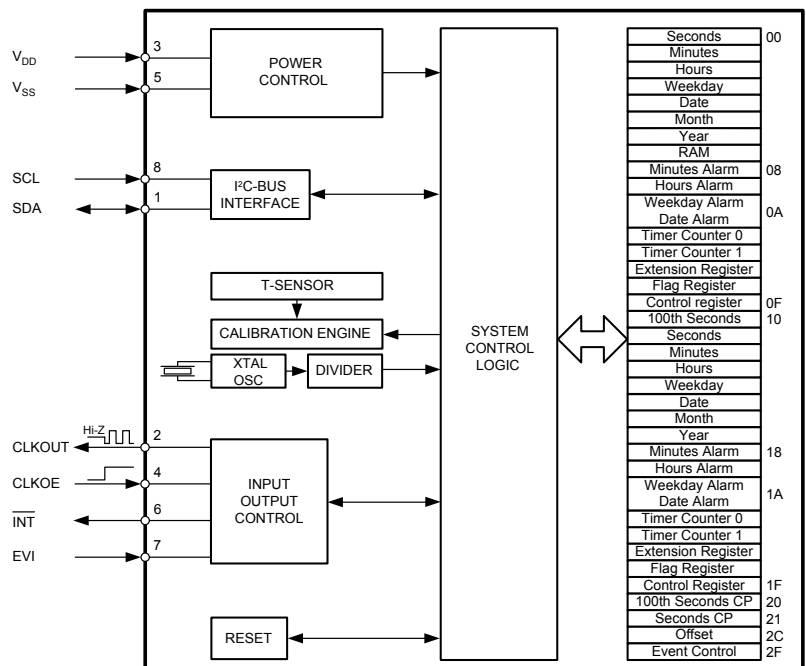 V_DD
3
V_SS
5
POWER
CONTROL
SCL
8
SDA
1
I²C-BUS
INTERFACE
T-SENSOR
CALIBRATION ENGINE
XTAL
OSC
DIVIDER
CLKOUT
Hi-Z
2
CLKOE
4
INT
6
EVI
7
INPUT
OUTPUT
CONTROL
RESET
SYSTEM
CONTROL
LOGIC
Seconds 00
Minutes
Hours
Weekday
Date
Month
Year
RAM
Minutes Alarm 08
Hours Alarm
Weekday Alarm
Date Alarm 0A
Timer Counter 0
Timer Counter 1
Extension Register
Flag Register
Control register 0F
100th Seconds 10
Seconds
Minutes
Hours
Weekday
Date
Month
Year
Minutes Alarm 18
Hours Alarm
Weekday Alarm
Date Alarm 1A
Timer Counter 0
Timer Counter 1
Extension Register
Flag Register
Control Register 1F
100th Seconds CP 20
Seconds CP 21
Offset 2C
Event Control 2F